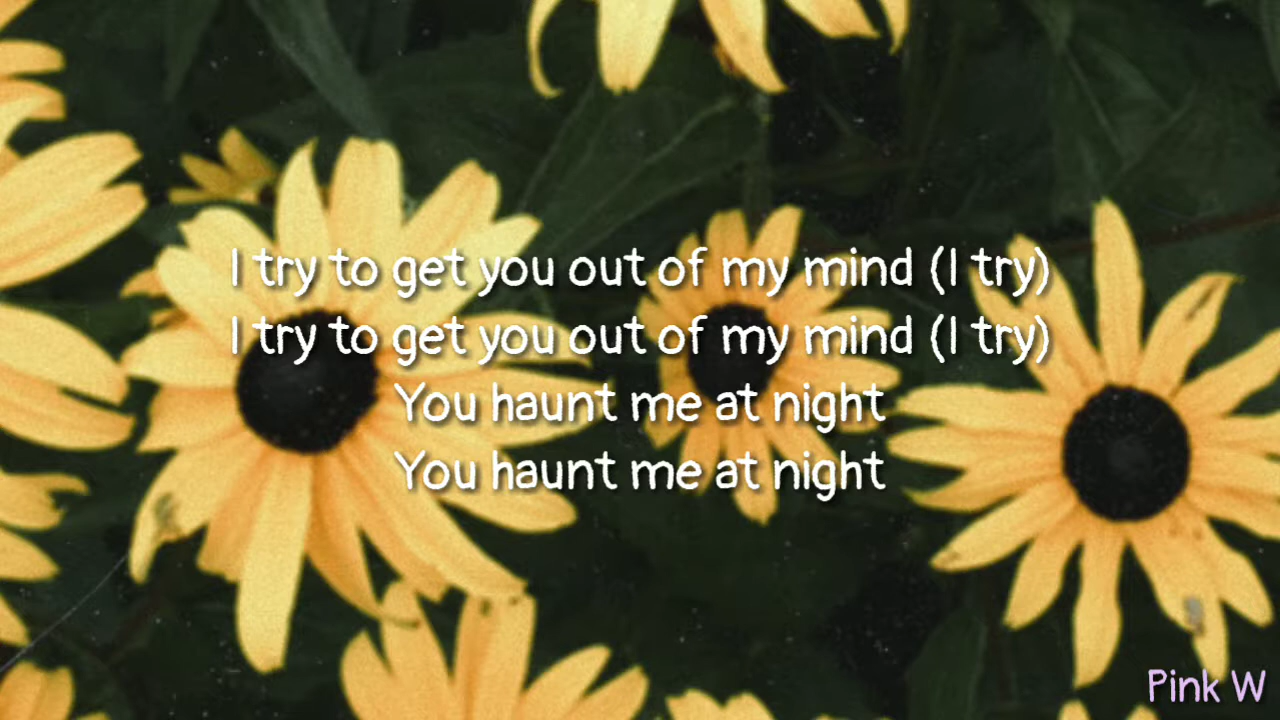 I try to get you out of my mind (I try)
I try to get you out of my mind (I try)
You haunt me at night
You haunt me at night
Pink W